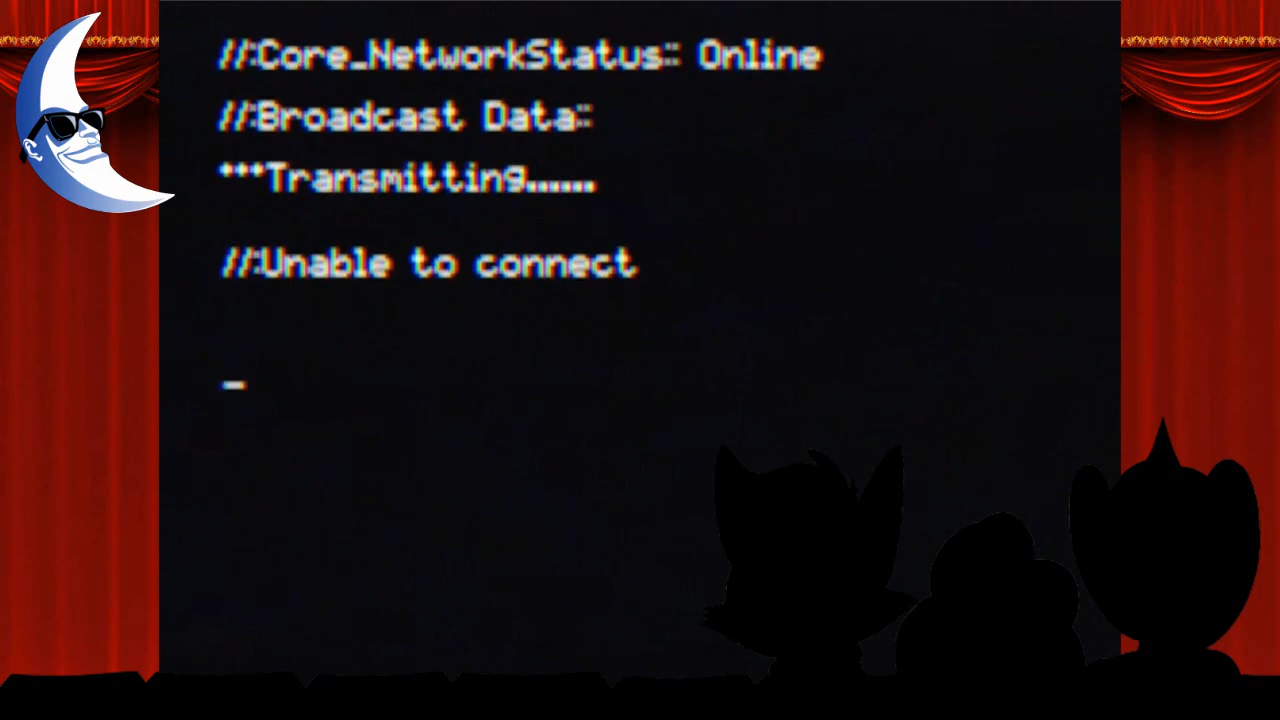 //:Core_NetworkStatus:: Online
//:Broadcast Data::
***Transmitting......
//:Unable to connect
_